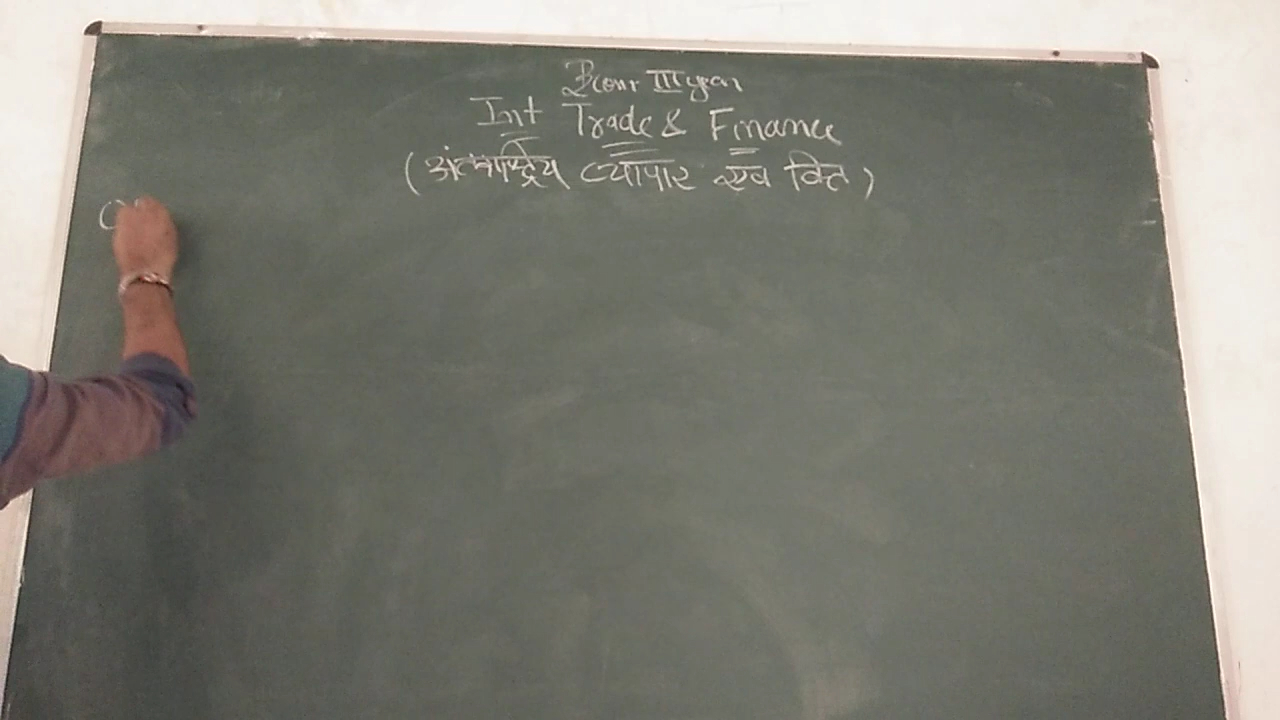 Bcom III year
Int Trade & Finance
(अंतर्राष्ट्रीय व्यापार एव वित्त)